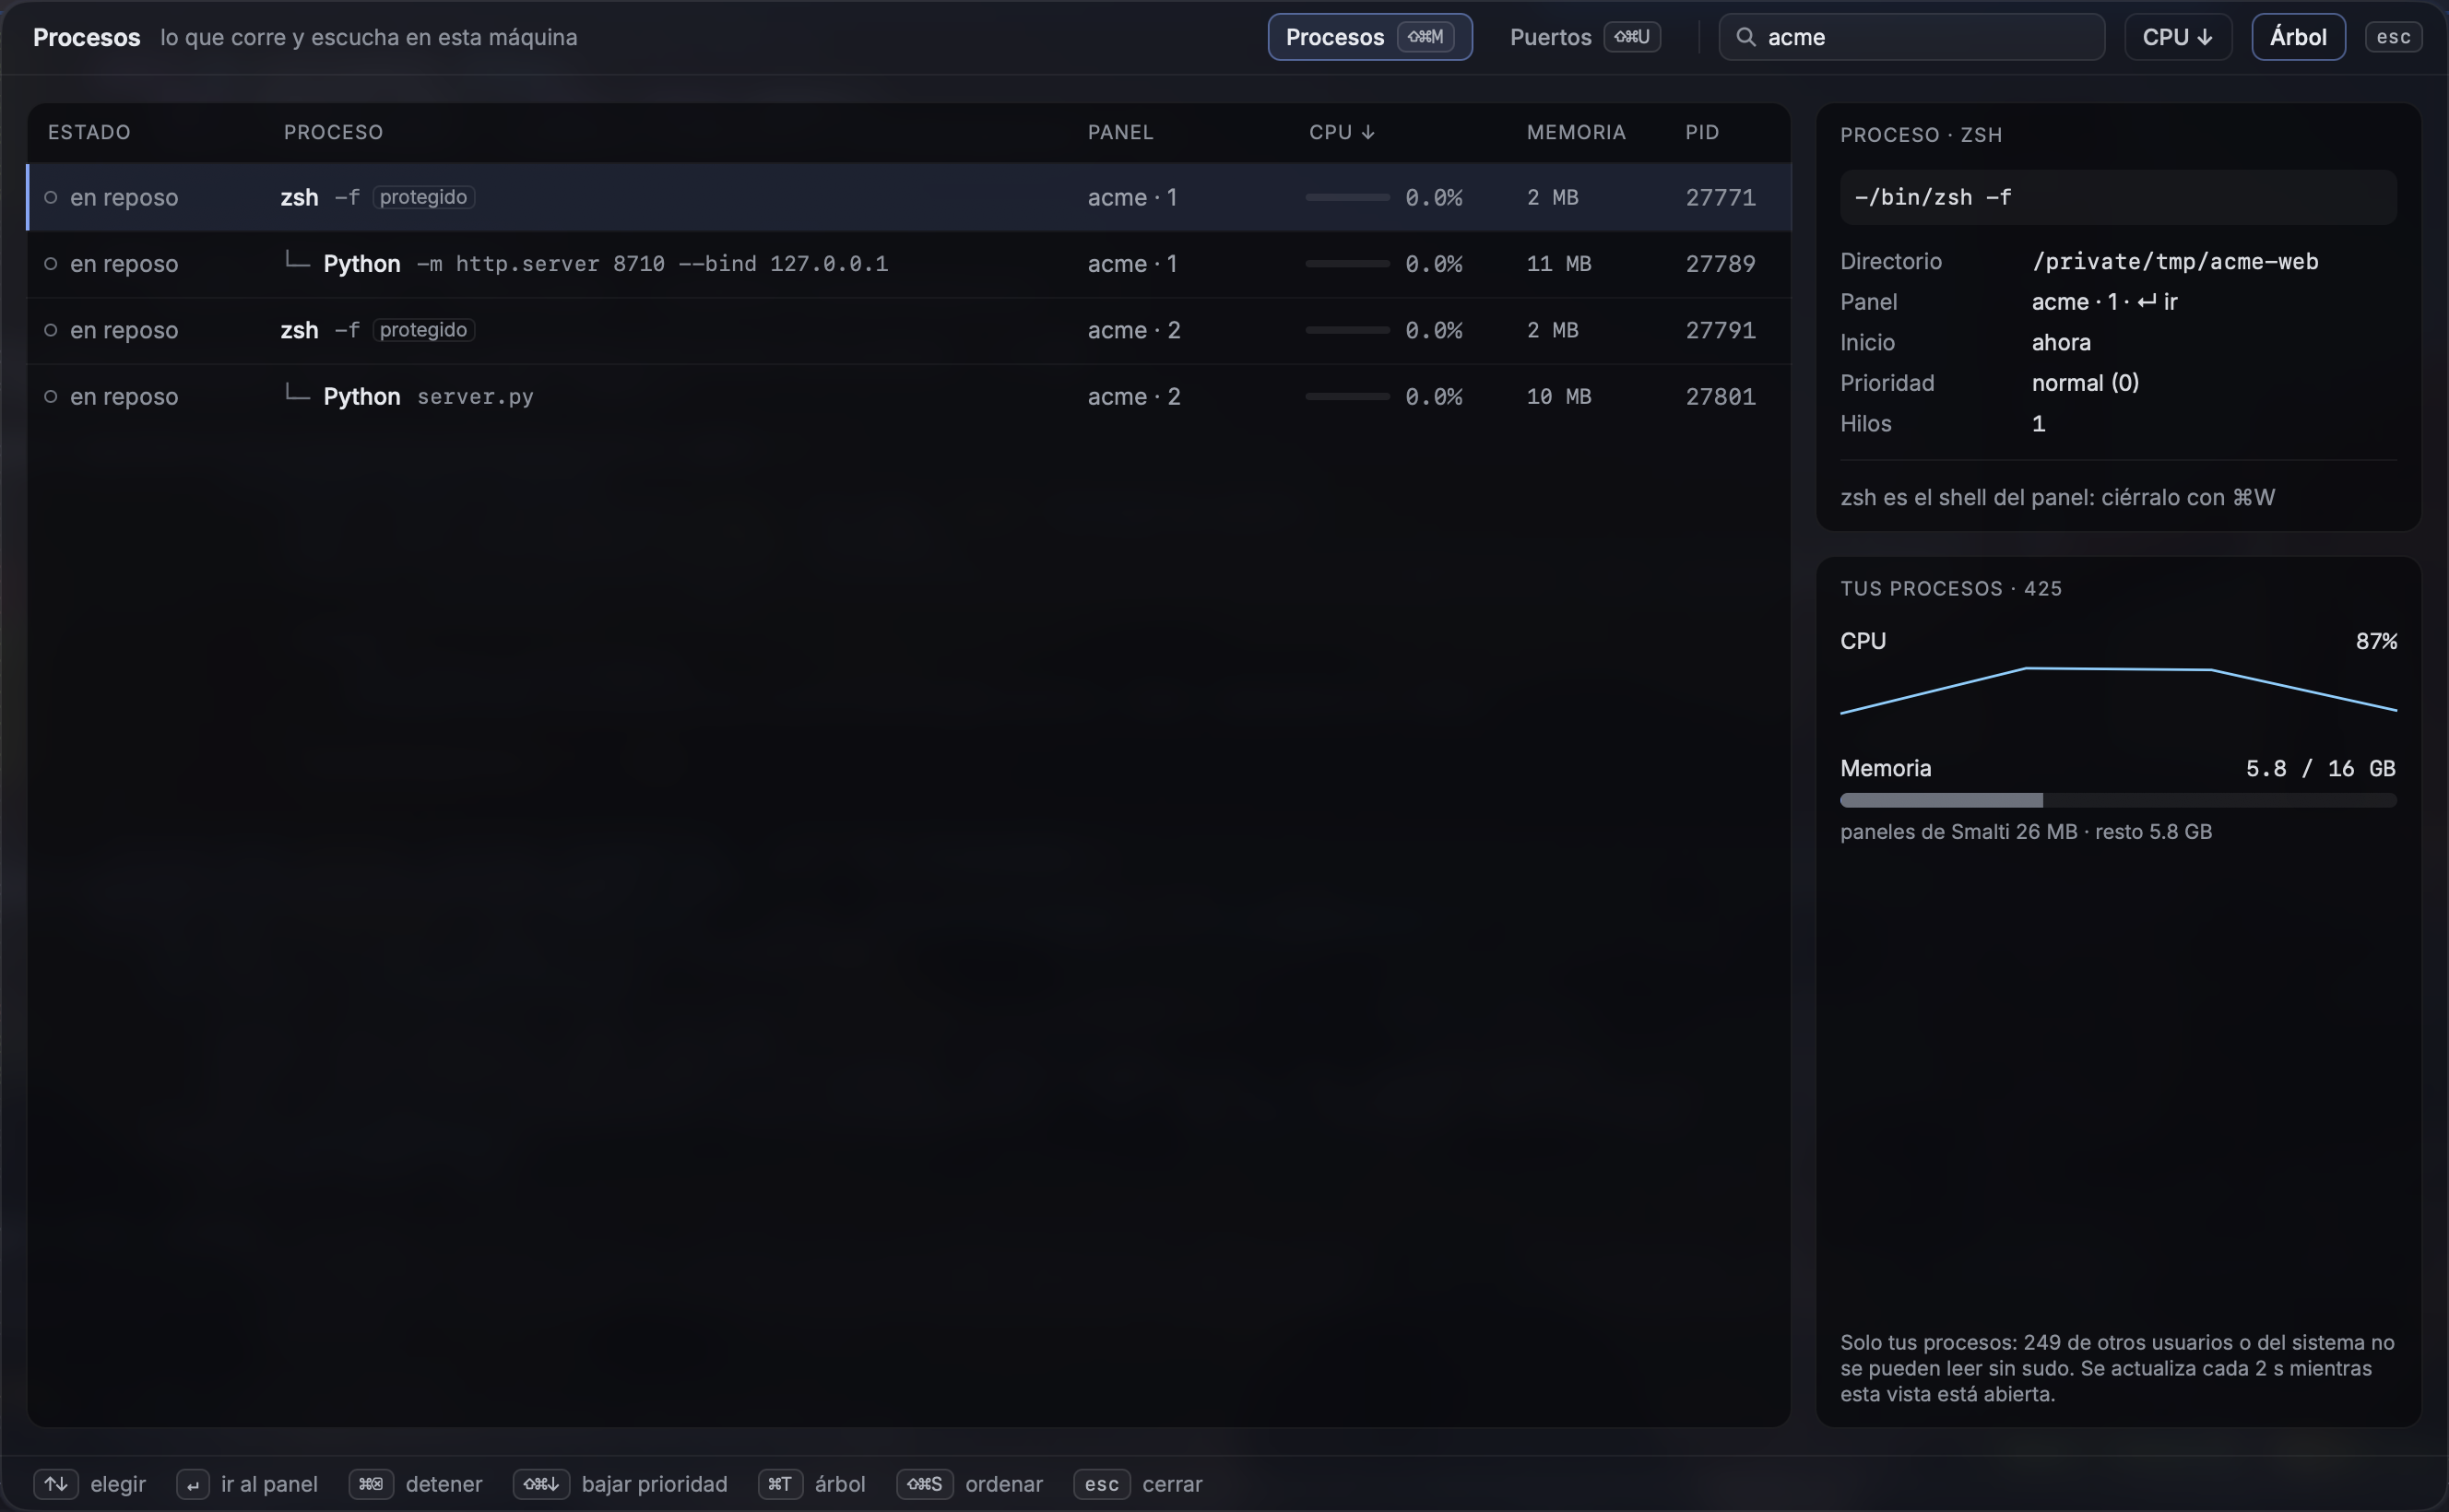 Procesos lo que corre y escucha en esta máquina Procesos ⇧⌘M Puertos ⇧⌘U acme CPU ↓ Árbol esc
ESTADO PROCESO PANEL CPU ↓ MEMORIA PID
en reposo zsh -f protegido acme · 1 0.0% 2 MB 27771
en reposo └─ Python -m http.server 8710 --bind 127.0.0.1 acme · 1 0.0% 11 MB 27789
en reposo zsh -f protegido acme · 2 0.0% 2 MB 27791
en reposo └─ Python server.py acme · 2 0.0% 10 MB 27801
PROCESO · ZSH
-/bin/zsh -f
Directorio /private/tmp/acme-web
Panel acme · 1 · ↵ ir
Inicio ahora
Prioridad normal (0)
Hilos 1
zsh es el shell del panel: ciérralo con ⌘W
TUS PROCESOS · 425
CPU 87%
Memoria 5.8 / 16 GB
paneles de Smalti 26 MB · resto 5.8 GB
Solo tus procesos: 249 de otros usuarios o del sistema no
se pueden leer sin sudo. Se actualiza cada 2 s mientras
esta vista está abierta.
↑↓ elegir ↵ ir al panel ⌘⌫ detener ⇧⌘↓ bajar prioridad ⌘T árbol ⇧⌘S ordenar esc cerrar